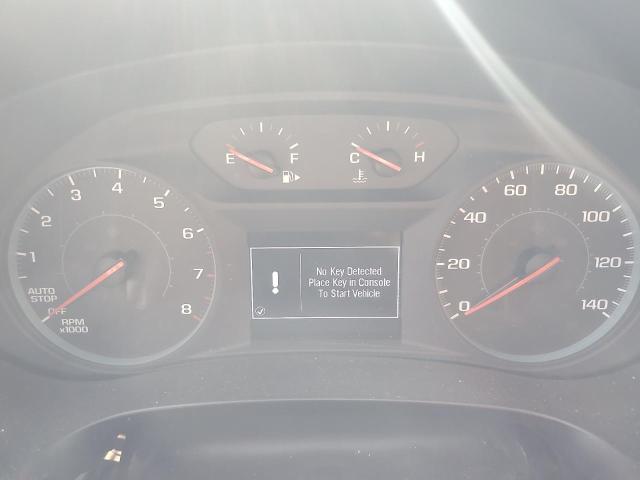 E F
C H
1 2 3 4 5 6 7 8
AUTO
STOP
OFF
RPM
x1000
No Key Detected
Place Key in Console
To Start Vehicle
0 20 40 60 80 100 120 140